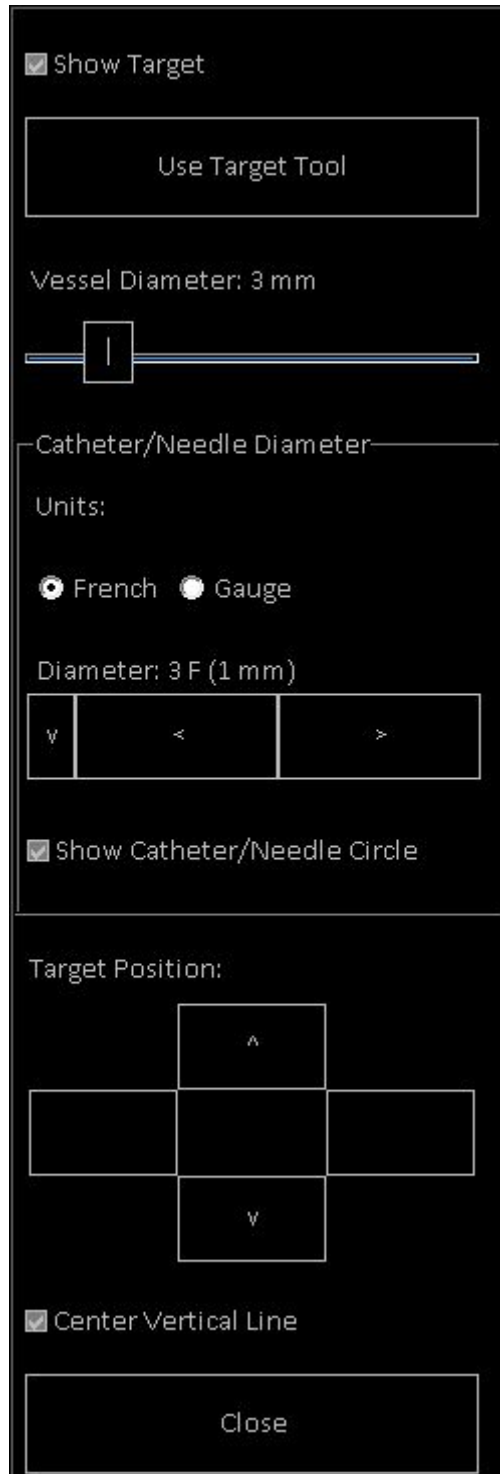 Show Target
Use Target Tool
Vessel Diameter: 3 mm
Catheter/Needle Diameter
Units:
French Gauge
Diameter: 3 F (1 mm)
v < >
Show Catheter/Needle Circle
Target Position:
^
v
Center Vertical Line
Close